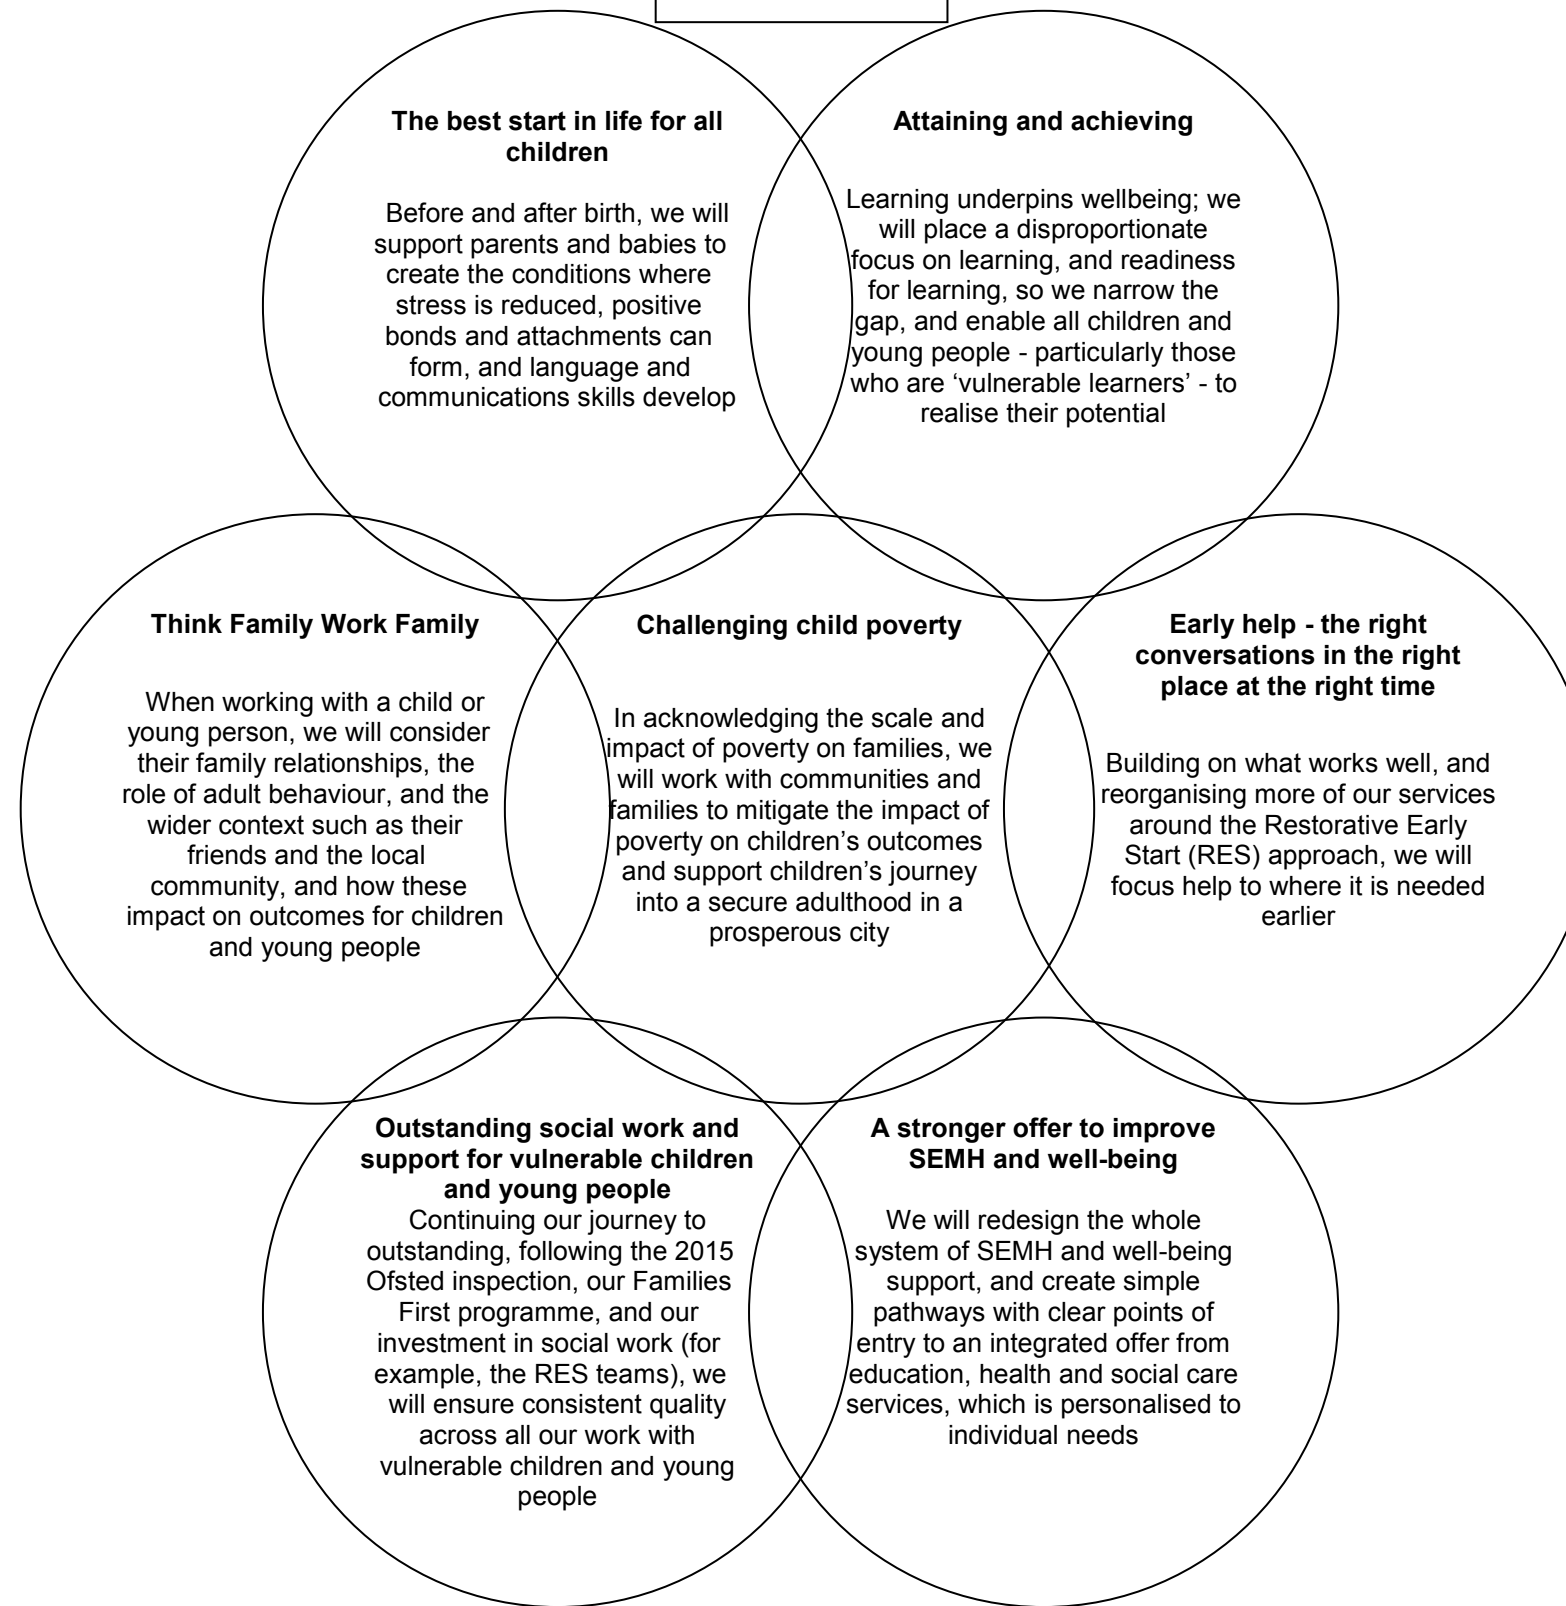 The best start in life for all
children
Before and after birth, we will
support parents and babies to
create the conditions where
stress is reduced, positive
bonds and attachments can
form, and language and
communications skills develop
Attaining and achieving
Learning underpins wellbeing; we
will place a disproportionate
focus on learning, and readiness
for learning, so we narrow the
gap, and enable all children and
young people - particularly those
who are ‘vulnerable learners’ - to
realise their potential
Think Family Work Family
When working with a child or
young person, we will consider
their family relationships, the
role of adult behaviour, and the
wider context such as their
friends and the local
community, and how these
impact on outcomes for children
and young people
Challenging child poverty
In acknowledging the scale and
impact of poverty on families, we
will work with communities and
families to mitigate the impact of
poverty on children’s outcomes
and support children’s journey
into a secure adulthood in a
prosperous city
Early help - the right
conversations in the right
place at the right time
Building on what works well, and
reorganising more of our services
around the Restorative Early
Start (RES) approach, we will
focus help to where it is needed
earlier
Outstanding social work and
support for vulnerable children
and young people
Continuing our journey to
outstanding, following the 2015
Ofsted inspection, our Families
First programme, and our
investment in social work (for
example, the RES teams), we
will ensure consistent quality
across all our work with
vulnerable children and young
people
A stronger offer to improve
SEMH and well-being
We will redesign the whole
system of SEMH and well-being
support, and create simple
pathways with clear points of
entry to an integrated offer from
education, health and social care
services, which is personalised to
individual needs